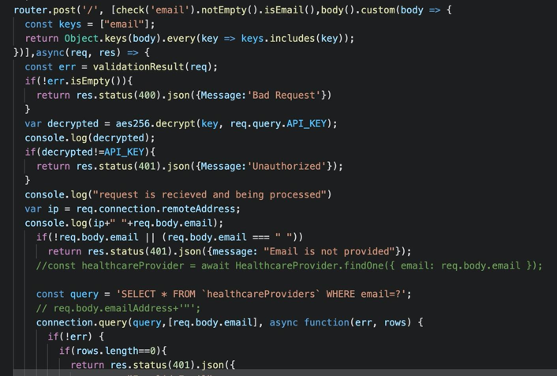 router.post('/', [check('email').notEmpty().isEmail(),body().custom(body => {
const keys = ["email"];
return Object.keys(body).every(key => keys.includes(key));
})],async(req, res) => {
const err = validationResult(req);
if(!err.isEmpty()){
return res.status(400).json({Message:'Bad Request'})
}
var decrypted = aes256.decrypt(key, req.query.API_KEY);
console.log(decrypted);
if(decrypted!=API_KEY){
return res.status(401).json({Message:'Unauthorized'});
}
console.log("request is recieved and being processed")
var ip = req.connection.remoteAddress;
console.log(ip+" "+req.body.email);
if(!req.body.email || (req.body.email === " "))
return res.status(401).json({message: "Email is not provided"});
//const healthcareProvider = await HealthcareProvider.findOne({ email: req.body.email });
const query = 'SELECT * FROM `healthcareProviders` WHERE email=?';
// req.body.emailAddress+'"';
connection.query(query,[req.body.email], async function(err, rows) {
if(!err) {
if(rows.length==0){
return res.status(401).json({